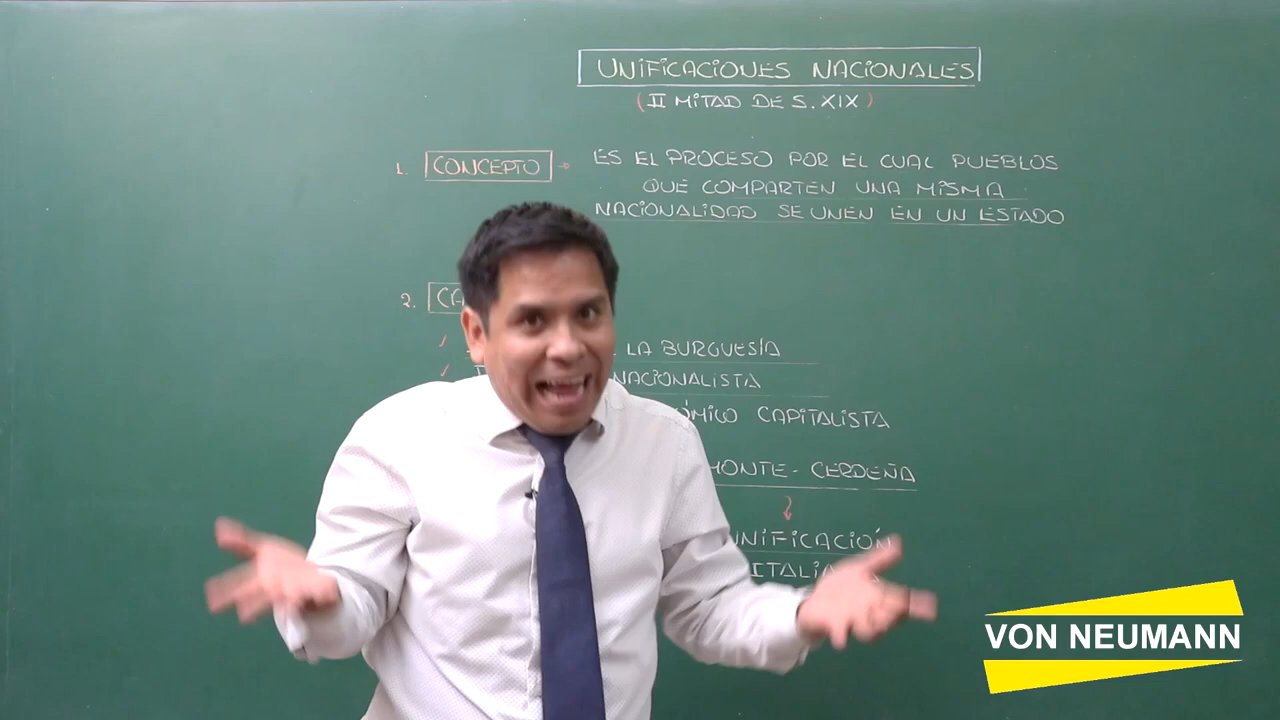 UNIFICACIONES NACIONALES
(II MITAD DE S. XIX)
1. CONCEPTO → ES EL PROCESO POR EL CUAL PUEBLOS
QUE COMPARTEN UNA MISMA
NACIONALIDAD SE UNEN EN UN ESTADO
2.
LA BURGUESÍA
NACIONALISTA
CAPITALISTA
CERDEÑA
UNIFICACIÓN
VON NEUMANN